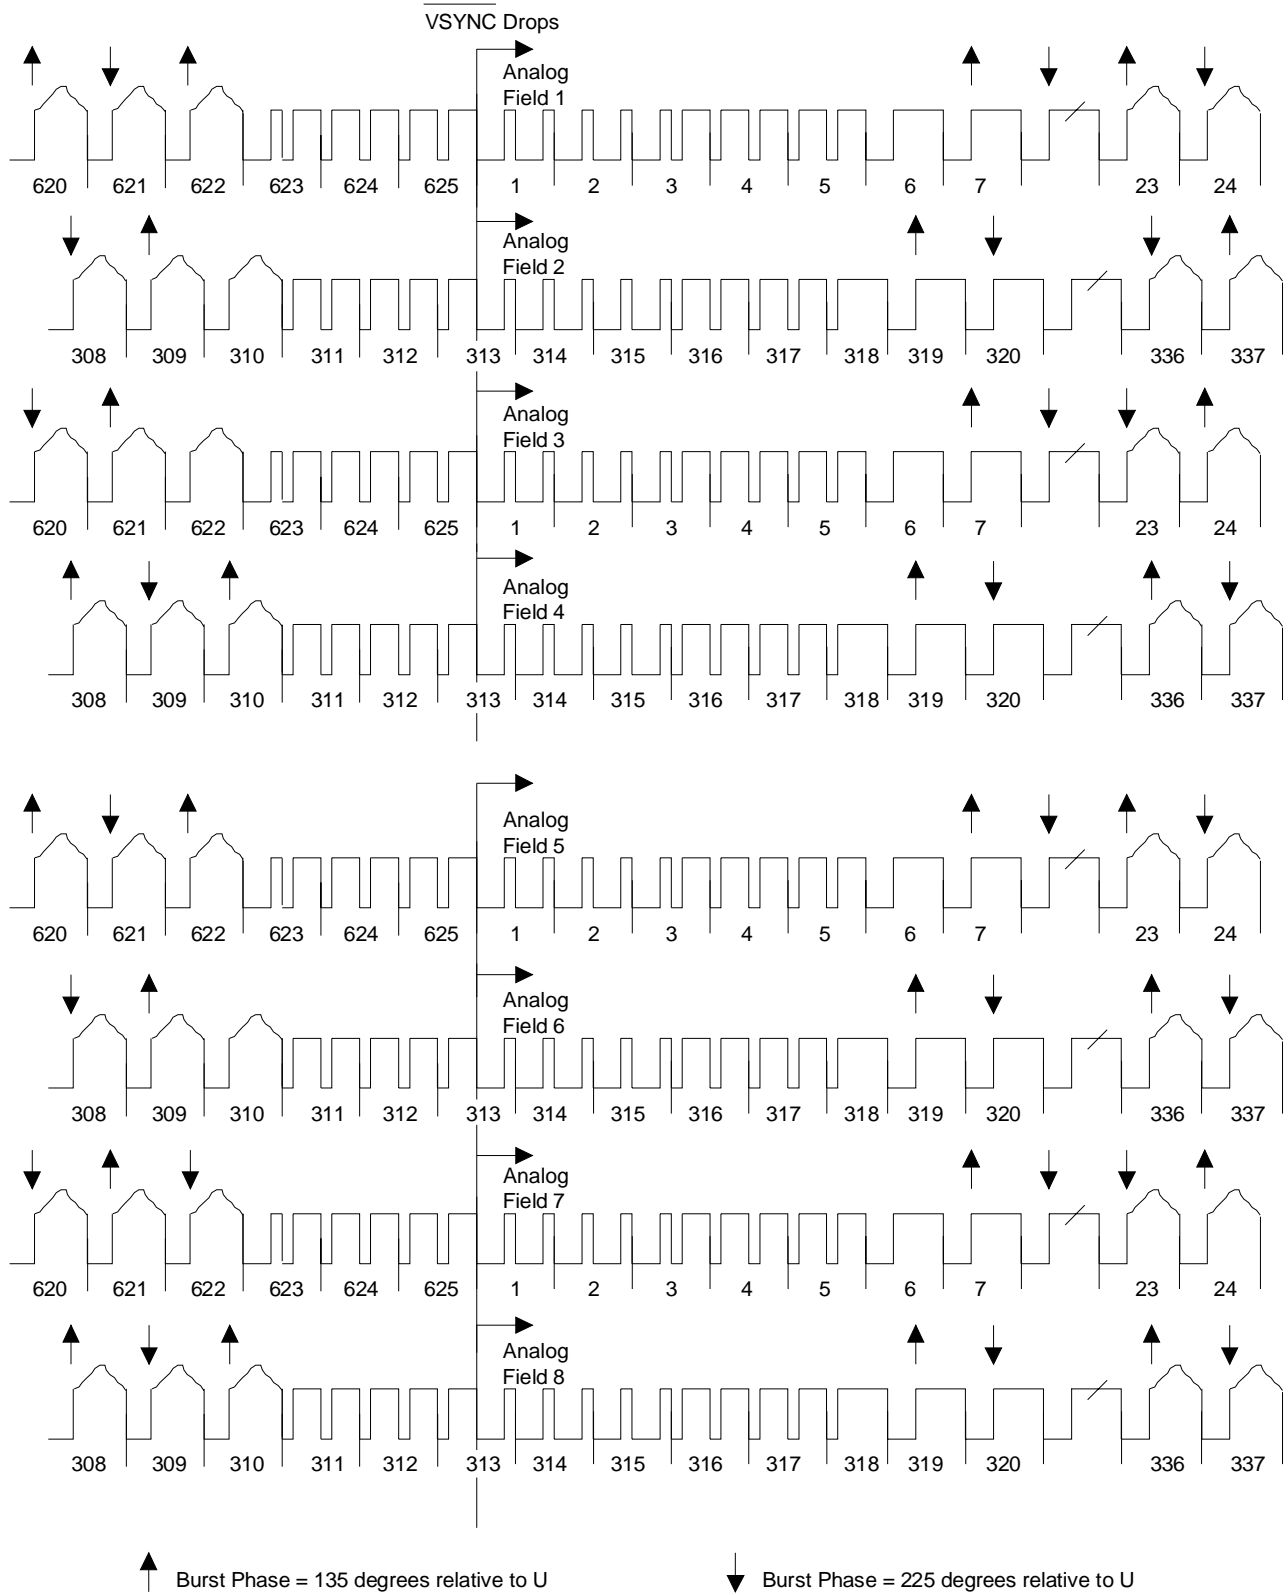 VSYNC Drops
Analog
Field 1
620 621 622 623 624 625 1 2 3 4 5 6 7 23 24
Analog
Field 2
308 309 310 311 312 313 314 315 316 317 318 319 320 336 337
Analog
Field 3
620 621 622 623 624 625 1 2 3 4 5 6 7 23 24
Analog
Field 4
308 309 310 311 312 313 314 315 316 317 318 319 320 336 337
Analog
Field 5
620 621 622 623 624 625 1 2 3 4 5 6 7 23 24
Analog
Field 6
308 309 310 311 312 313 314 315 316 317 318 319 320 336 337
Analog
Field 7
620 621 622 623 624 625 1 2 3 4 5 6 7 23 24
Analog
Field 8
308 309 310 311 312 313 314 315 316 317 318 319 320 336 337
Burst Phase = 135 degrees relative to U Burst Phase = 225 degrees relative to U